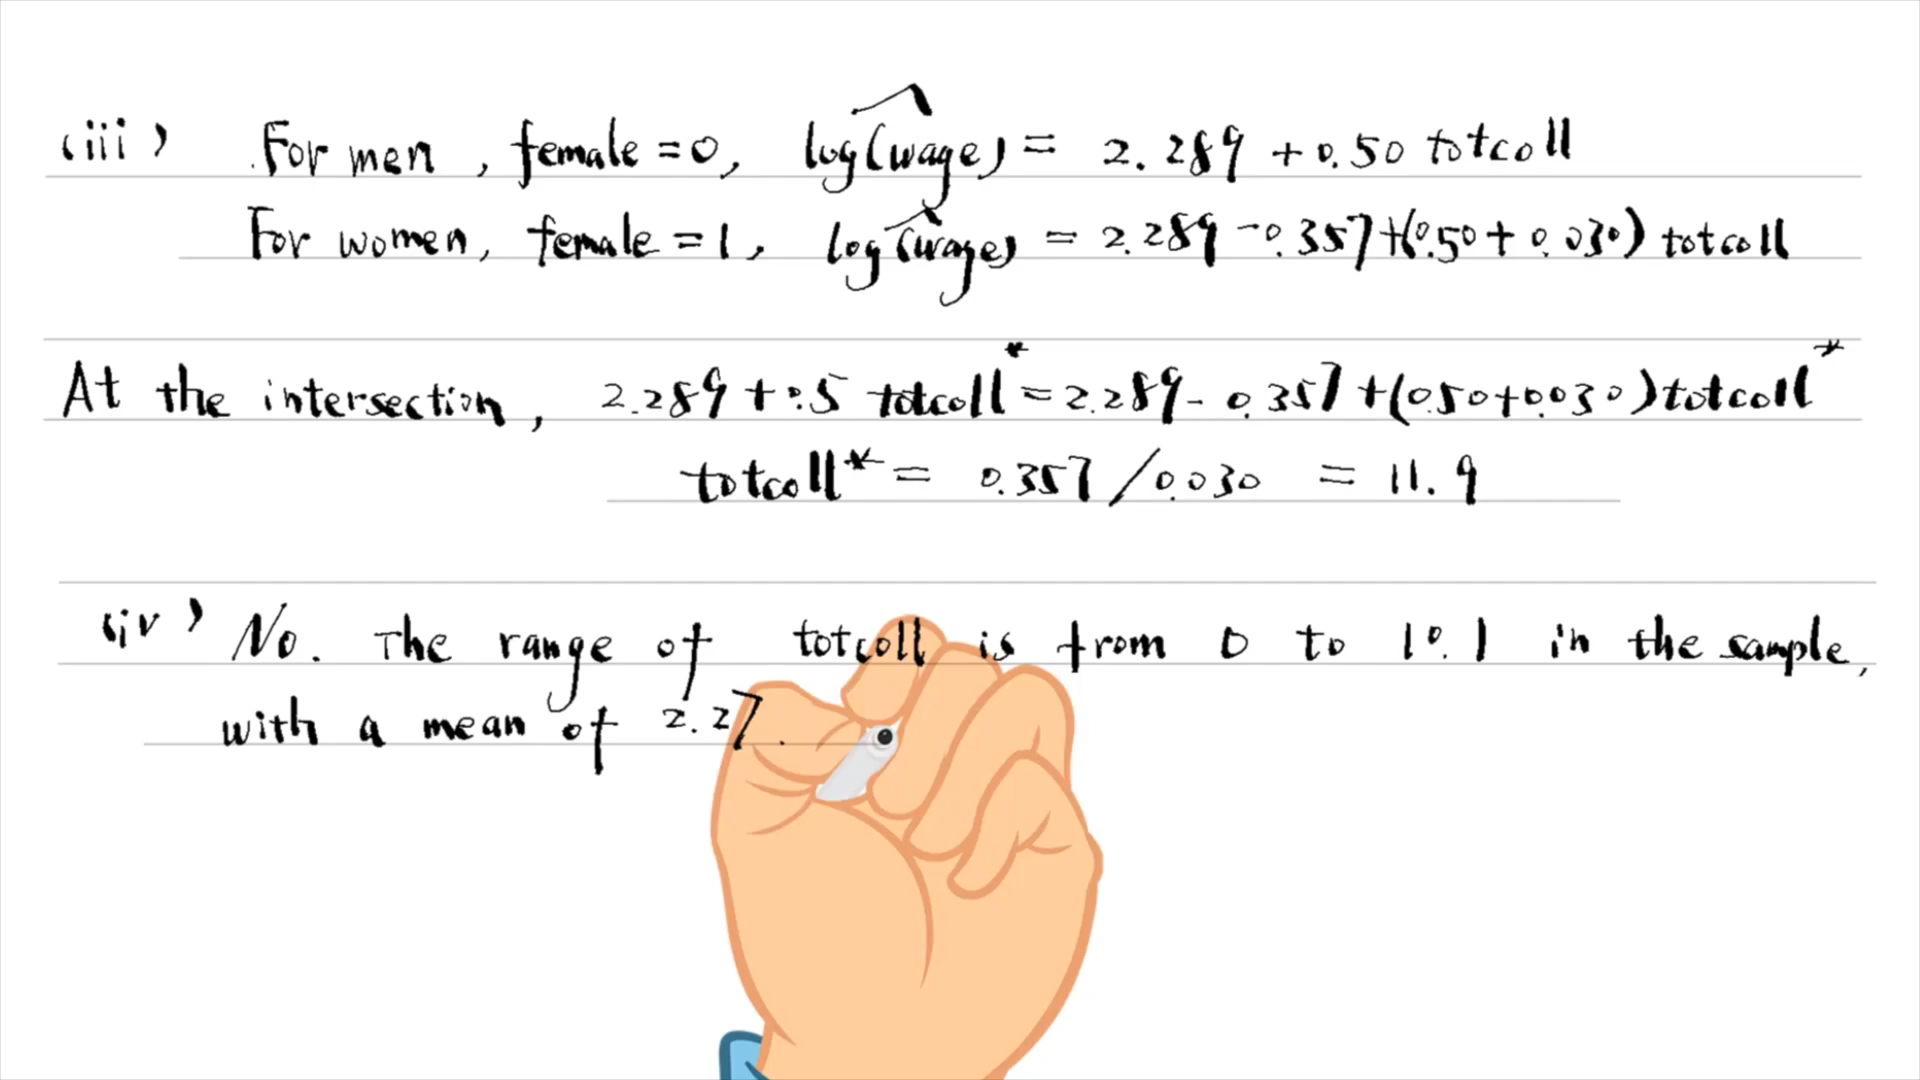 (iii) For men, female = 0, log(wage) = 2.289 + 0.50 totcoll
For women, female = 1, log(wage) = 2.289 - 0.357 + (0.50 + 0.030) totcoll
At the intersection, 2.289 + 0.5 totcoll* = 2.289 - 0.357 + (0.50 + 0.030) totcoll*
totcoll* = 0.357 / 0.030 = 11.9
(iv) No. The range of totcoll is from 0 to 10.1 in the sample,
with a mean of 2.27.